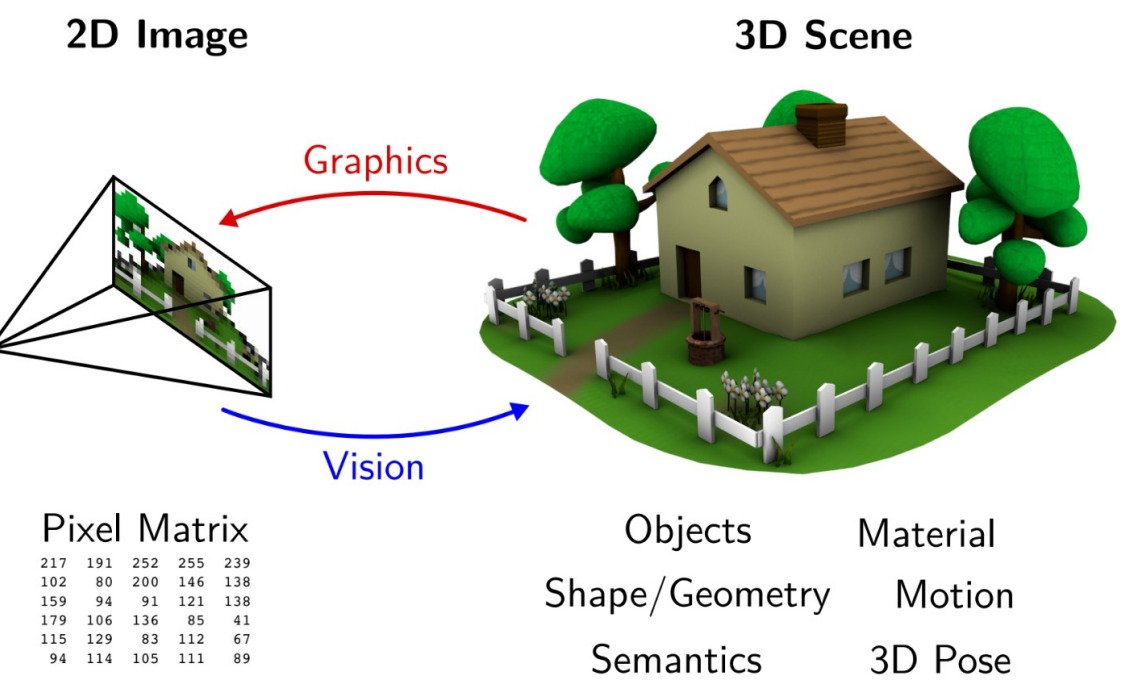 2D Image
3D Scene
Graphics
Vision
Pixel Matrix
217 191 252 255 239
102 80 200 146 138
159 94 91 121 138
179 106 136 85 41
115 129 83 112 67
94 114 105 111 89
Objects
Material
Shape/Geometry
Motion
Semantics
3D Pose